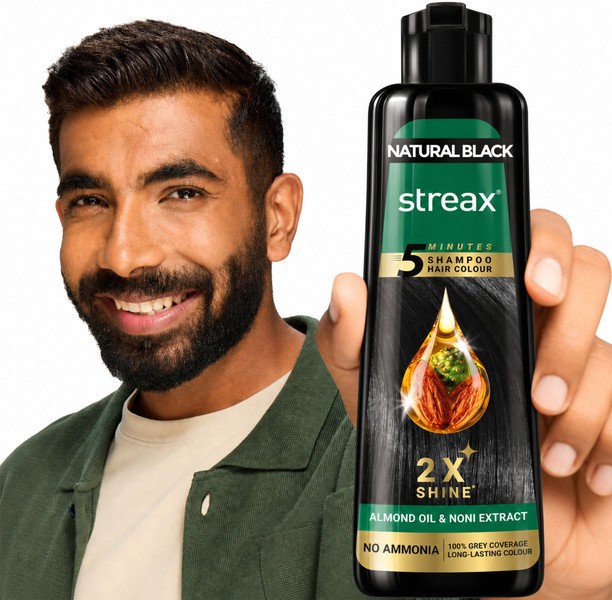 NATURAL BLACK
streax®
5 MINUTES
SHAMPOO
HAIR COLOUR
2X
SHINE*
ALMOND OIL & NONI EXTRACT
NO AMMONIA
100% GREY COVERAGE
LONG-LASTING COLOUR